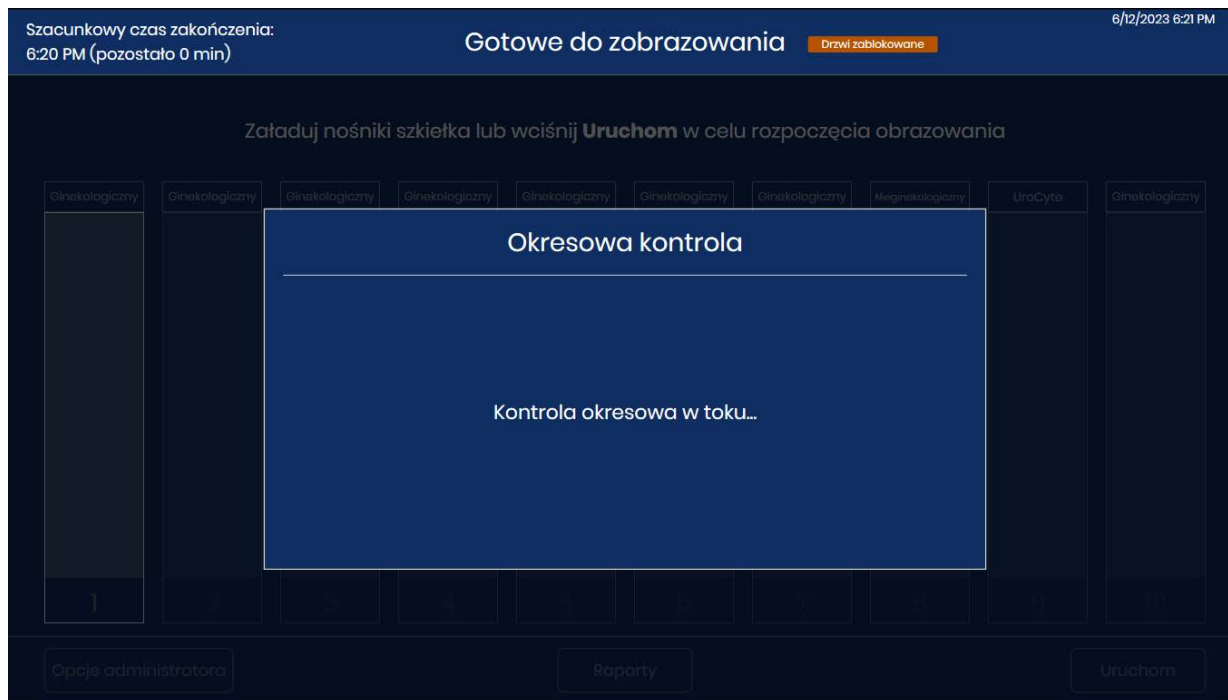 Szacunkowy czas zakończenia:
6:20 PM (pozostało 0 min)
Gotowe do zobrazowania
Drzwi zablokowane
6/12/2023 6:21 PM
Załaduj nośniki szkiełka lub wciśnij Uruchom w celu rozpoczęcia obrazowania
Ginekologiczny Ginekologiczny Ginekologiczny Ginekologiczny Ginekologiczny Ginekologiczny Ginekologiczny Nieginekologiczny UroCyte Ginekologiczny
Okresowa kontrola
Kontrola okresowa w toku...
1 2 3 4 5 6 7 8 9 10
Opcje administratora Raporty Uruchom